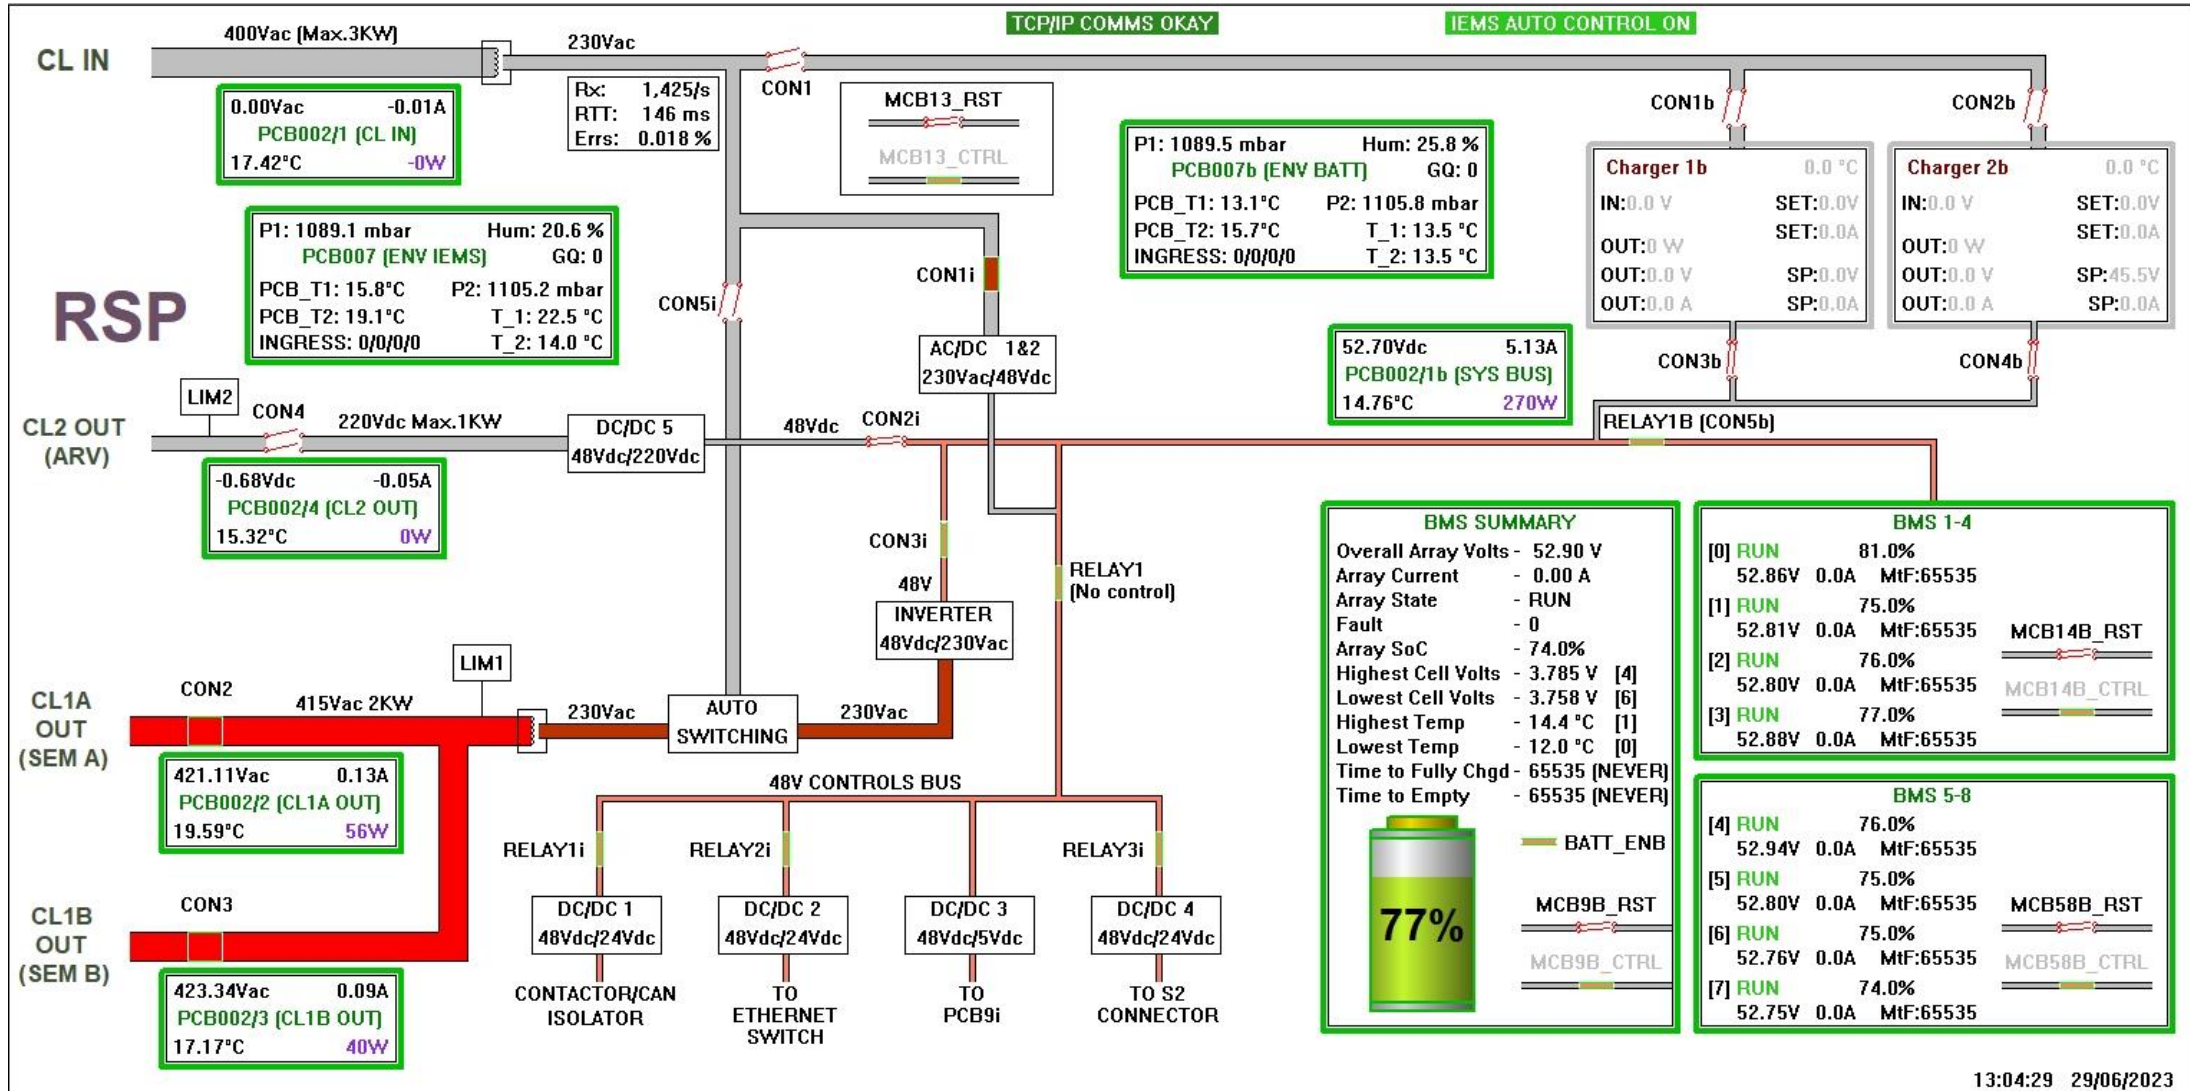 TCP/IP COMMS OKAY
IEMS AUTO CONTROL ON
CL IN
400Vac (Max.3KW)
230Vac
CON1
0.00Vac -0.01A
PCB002/1 (CL IN)
17.42°C -0W
Rx: 1,425/s
RTT: 146 ms
Errs: 0.018 %
MCB13_RST
MCB13_CTRL
P1: 1089.5 mbar Hum: 25.8 %
PCB007b (ENV BATT) GQ: 0
PCB_T1: 13.1°C P2: 1105.8 mbar
PCB_T2: 15.7°C T_1: 13.5 °C
INGRESS: 0/0/0/0 T_2: 13.5 °C
CON1b
CON2b
Charger 1b 0.0 °C
IN:0.0 V SET:0.0V
SET:0.0A
OUT:0 W
OUT:0.0 V SP:0.0V
OUT:0.0 A SP:0.0A
Charger 2b 0.0 °C
IN:0.0 V SET:0.0V
SET:0.0A
OUT:0 W
OUT:0.0 V SP:45.5V
OUT:0.0 A SP:0.0A
RSP
P1: 1089.1 mbar Hum: 20.6 %
PCB007 (ENV IEMS) GQ: 0
PCB_T1: 15.8°C P2: 1105.2 mbar
PCB_T2: 19.1°C T_1: 22.5 °C
INGRESS: 0/0/0/0 T_2: 14.0 °C
CON5i
CON1i
AC/DC 1&2
230Vac/48Vdc
52.70Vdc 5.13A
PCB002/1b (SYS BUS)
14.76°C 270W
CON3b
CON4b
RELAY1B (CON5b)
LIM2
CL2 OUT
(ARV)
CON4
220Vdc Max.1KW
DC/DC 5
48Vdc/220Vdc
48Vdc
CON2i
-0.68Vdc -0.05A
PCB002/4 (CL2 OUT)
15.32°C 0W
CON3i
48V
RELAY1
(No control)
INVERTER
48Vdc/230Vac
LIM1
CL1A
OUT
(SEM A)
CON2
415Vac 2KW
230Vac
AUTO
SWITCHING
230Vac
421.11Vac 0.13A
PCB002/2 (CL1A OUT)
19.59°C 56W
CL1B
OUT
(SEM B)
CON3
423.34Vac 0.09A
PCB002/3 (CL1B OUT)
17.17°C 40W
48V CONTROLS BUS
RELAY1i
RELAY2i
RELAY3i
DC/DC 1
48Vdc/24Vdc
CONTACTOR/CAN
ISOLATOR
DC/DC 2
48Vdc/24Vdc
TO
ETHERNET
SWITCH
DC/DC 3
48Vdc/5Vdc
TO
PCB9i
DC/DC 4
48Vdc/24Vdc
TO S2
CONNECTOR
BMS SUMMARY
Overall Array Volts - 52.90 V
Array Current - 0.00 A
Array State - RUN
Fault - 0
Array SoC - 74.0%
Highest Cell Volts - 3.785 V [4]
Lowest Cell Volts - 3.758 V [6]
Highest Temp - 14.4 °C [1]
Lowest Temp - 12.0 °C [0]
Time to Fully Chgd - 65535 (NEVER)
Time to Empty - 65535 (NEVER)
77%
BATT_ENB
MCB9B_RST
MCB9B_CTRL
BMS 1-4
[0] RUN 81.0%
52.86V 0.0A MtF:65535
[1] RUN 75.0%
52.81V 0.0A MtF:65535
[2] RUN 76.0%
52.80V 0.0A MtF:65535
[3] RUN 77.0%
52.88V 0.0A MtF:65535
MCB14B_RST
MCB14B_CTRL
BMS 5-8
[4] RUN 76.0%
52.94V 0.0A MtF:65535
[5] RUN 75.0%
52.80V 0.0A MtF:65535
[6] RUN 75.0%
52.76V 0.0A MtF:65535
[7] RUN 74.0%
52.75V 0.0A MtF:65535
MCB58B_RST
MCB58B_CTRL
13:04:29 29/06/2023